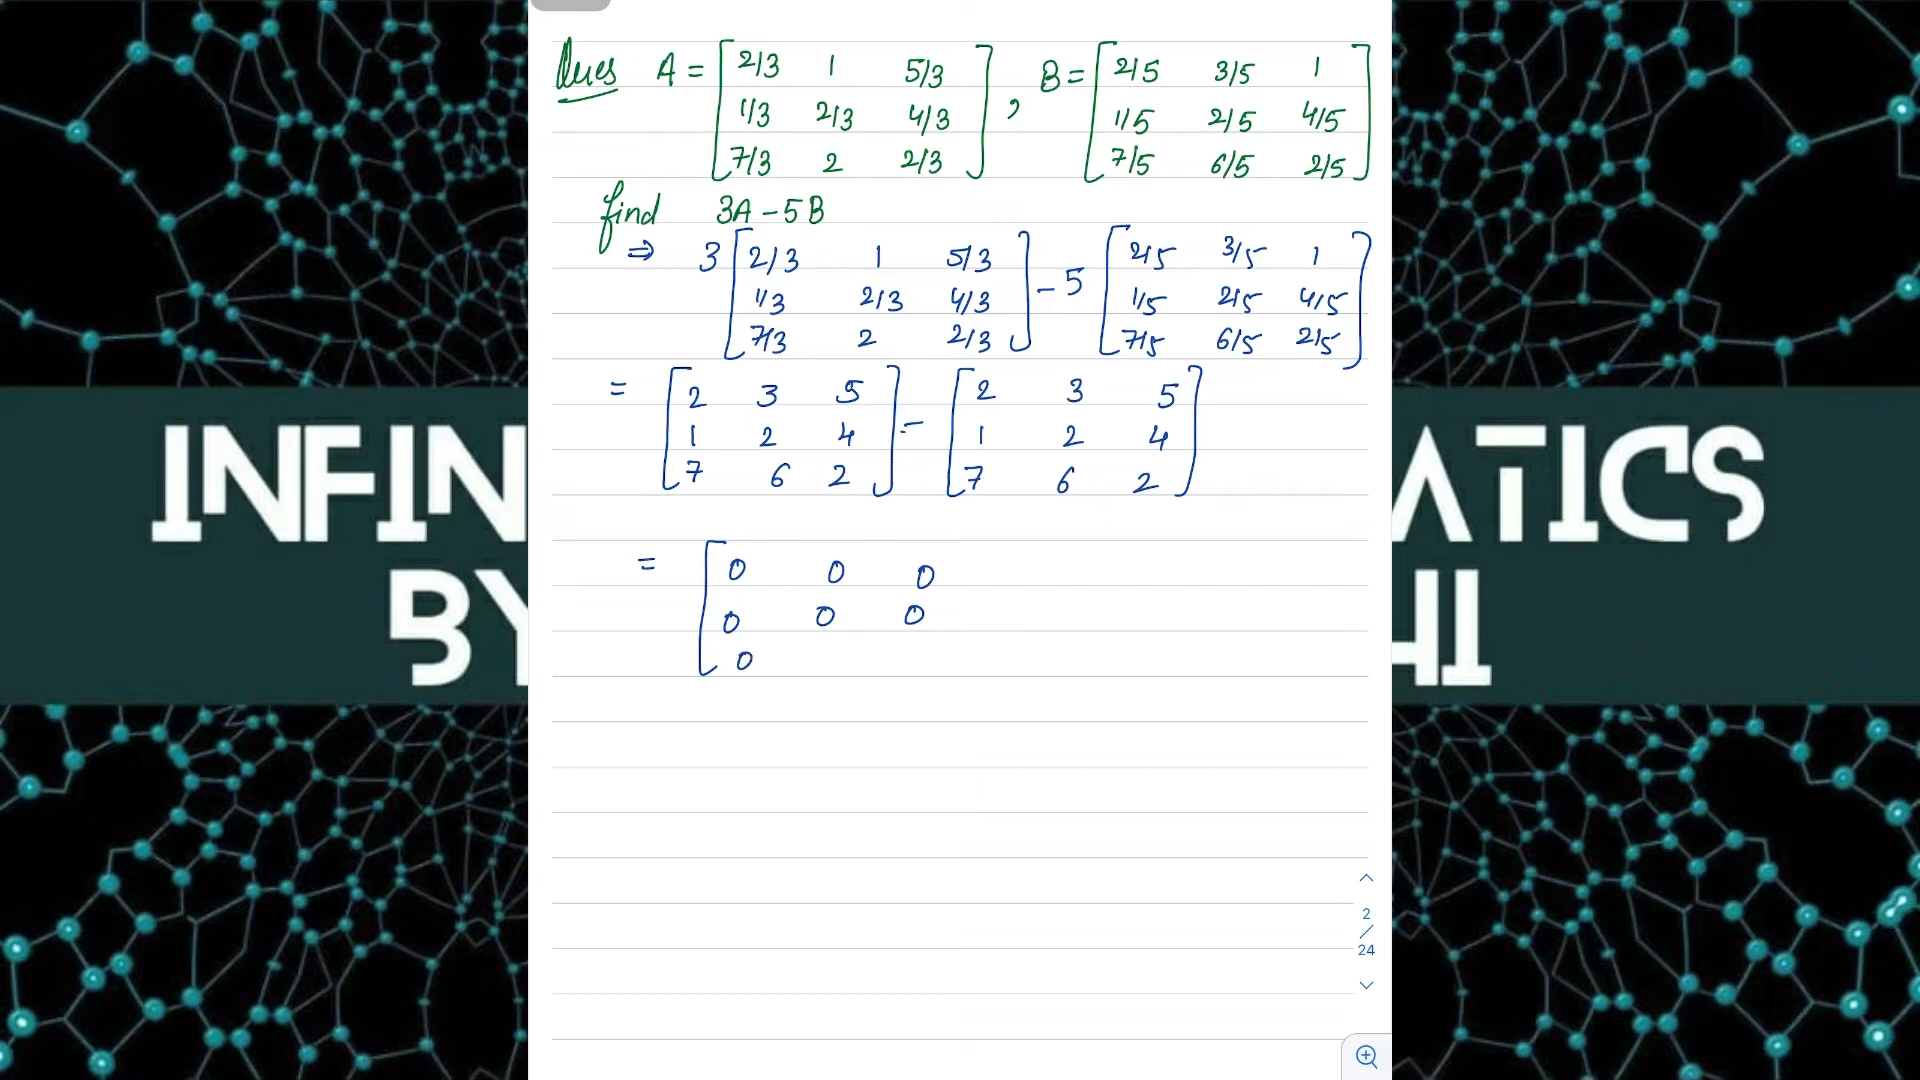 Ques A = [ 2/3 1 5/3 ] , B = [ 2/5 3/5 1 ]
1/3 2/3 4/3 1/5 2/5 4/5
7/3 2 2/3 7/5 6/5 2/5
find 3A - 5B
⇒ 3 [ 2/3 1 5/3 ] - 5 [ 2/5 3/5 1 ]
1/3 2/3 4/3 1/5 2/5 4/5
7/3 2 2/3 7/5 6/5 2/5
= [ 2 3 5 ] - [ 2 3 5 ]
1 2 4 1 2 4
7 6 2 7 6 2
= [ 0 0 0
0 0 0
0
INFIN ATICS
BY HI
2
/
24